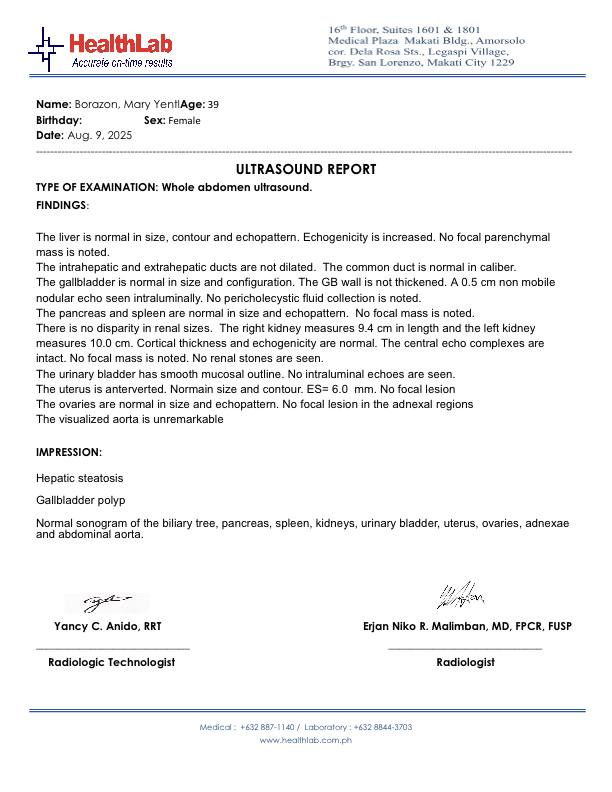 HealthLab
Accurate on-time results
16th Floor, Suites 1601 & 1801
Medical Plaza Makati Bldg., Amorsolo
cor. Dela Rosa Sts., Legaspi Village,
Brgy. San Lorenzo, Makati City 1229
Name: Borazon, Mary YentlAge: 39
Birthday: Sex: Female
Date: Aug. 9, 2025
ULTRASOUND REPORT
TYPE OF EXAMINATION: Whole abdomen ultrasound.
FINDINGS:
The liver is normal in size, contour and echopattern. Echogenicity is increased. No focal parenchymal
mass is noted.
The intrahepatic and extrahepatic ducts are not dilated. The common duct is normal in caliber.
The gallbladder is normal in size and configuration. The GB wall is not thickened. A 0.5 cm non mobile
nodular echo seen intraluminally. No pericholecystic fluid collection is noted.
The pancreas and spleen are normal in size and echopattern. No focal mass is noted.
There is no disparity in renal sizes. The right kidney measures 9.4 cm in length and the left kidney
measures 10.0 cm. Cortical thickness and echogenicity are normal. The central echo complexes are
intact. No focal mass is noted. No renal stones are seen.
The urinary bladder has smooth mucosal outline. No intraluminal echoes are seen.
The uterus is anterverted. Normain size and contour. ES= 6.0 mm. No focal lesion
The ovaries are normal in size and echopattern. No focal lesion in the adnexal regions
The visualized aorta is unremarkable
IMPRESSION:
Hepatic steatosis
Gallbladder polyp
Normal sonogram of the biliary tree, pancreas, spleen, kidneys, urinary bladder, uterus, ovaries, adnexae
and abdominal aorta.
Yancy C. Anido, RRT
Radiologic Technologist
Erjan Niko R. Malimban, MD, FPCR, FUSP
Radiologist
Medical : +632 887-1140 / Laboratory : +632 8844-3703
www.healthlab.com.ph